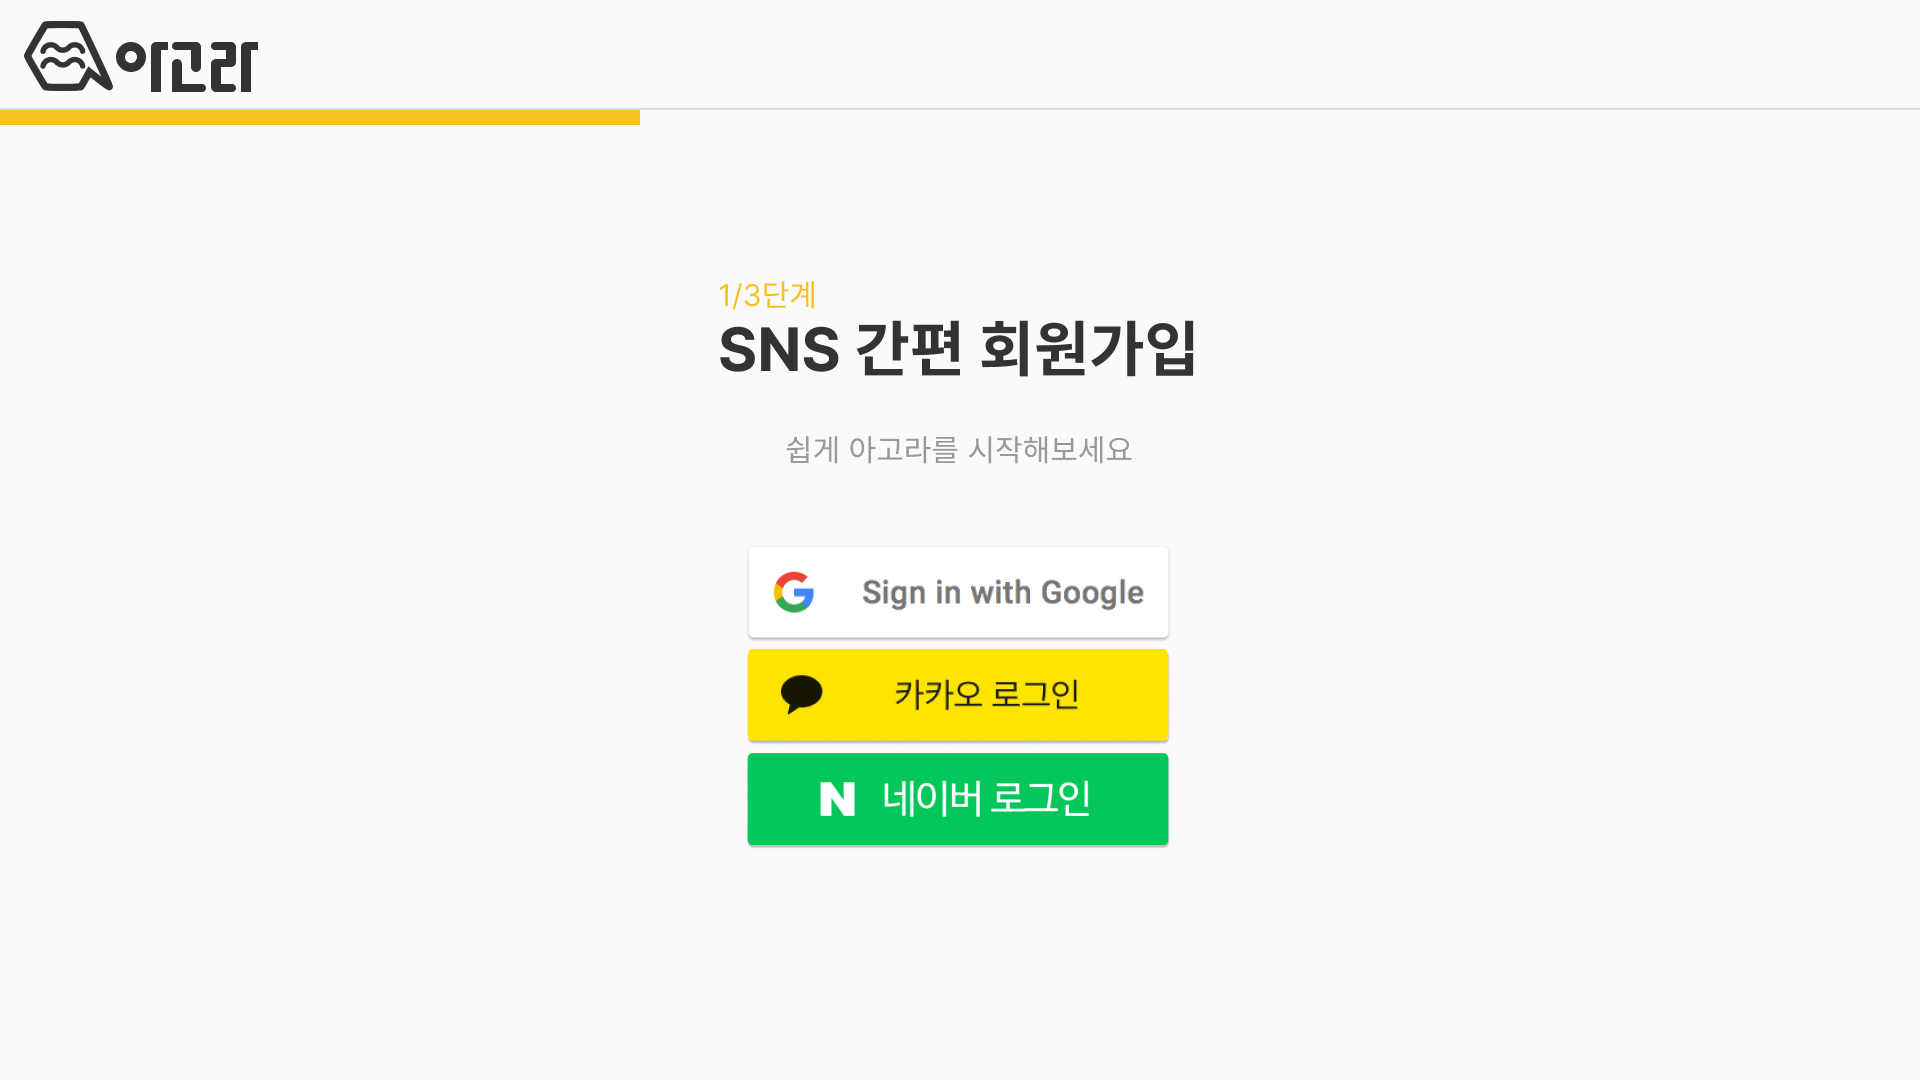 아고라
1/3단계
SNS 간편 회원가입
쉽게 아고라를 시작해보세요
Sign in with Google
카카오 로그인
N 네이버 로그인